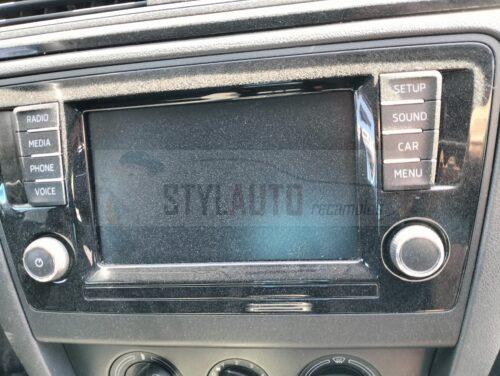 RADIO
MEDIA
PHONE
VOICE
SETUP
SOUND
CAR
MENU
STYLAUTO
recambios